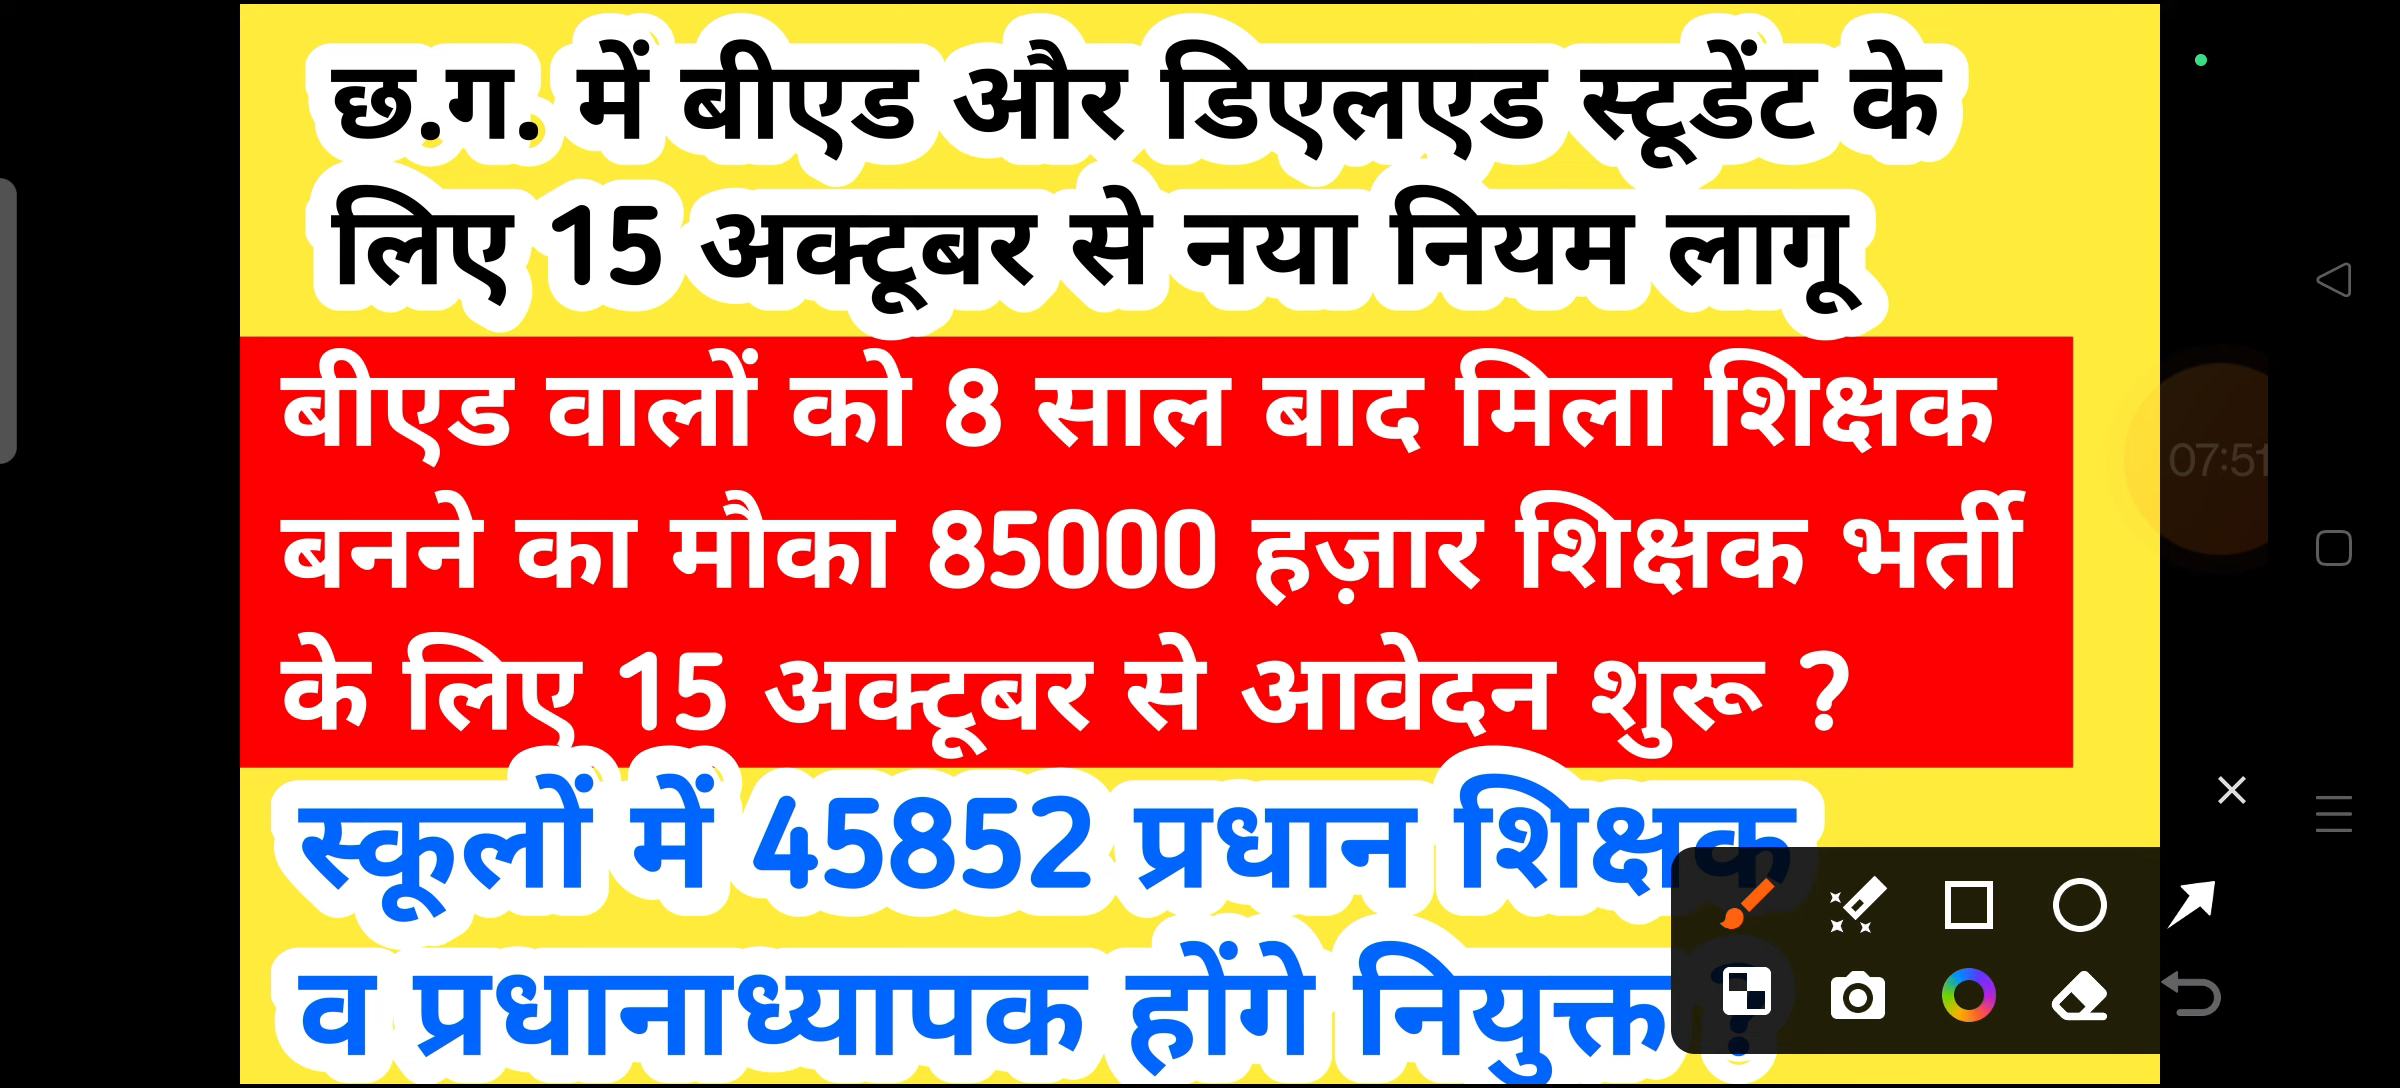 छ.ग. में बीएड और डिएलएड स्टूडेंट के
लिए 15 अक्टूबर से नया नियम लागू
बीएड वालों को 8 साल बाद मिला शिक्षक
बनने का मौका 85000 हज़ार शिक्षक भर्ती
के लिए 15 अक्टूबर से आवेदन शुरू ?
07:51
स्कूलों में 45852 प्रधान शिक्षक
व प्रधानाध्यापक होंगे नियुक्त ?